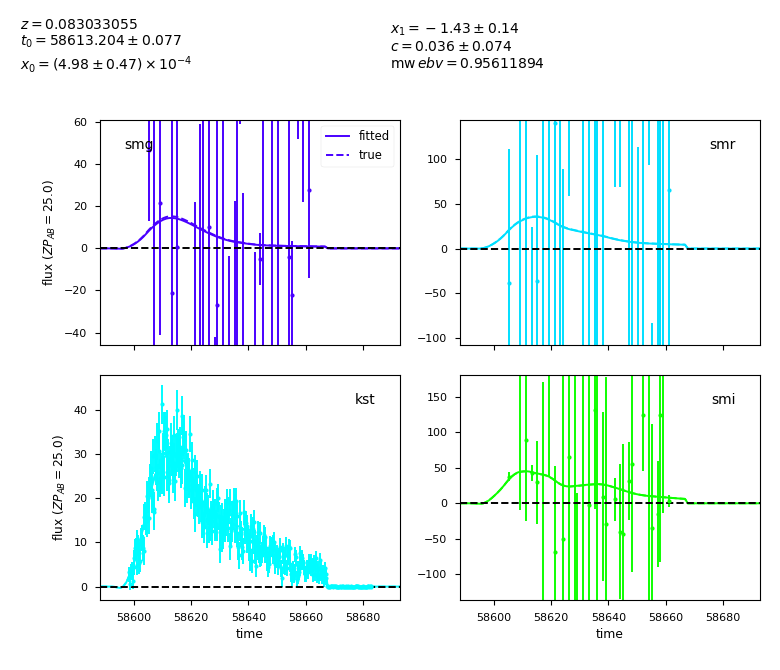 z = 0.083033055
t₀ = 58613.204 ± 0.077
x₀ = (4.98 ± 0.47) × 10⁻⁴
x₁ = −1.43 ± 0.14
c = 0.036 ± 0.074
mw ebv = 0.95611894
60
40
20
0
−20
−40
flux (ZP_AB = 25.0)
smg
fitted
true
100
50
0
−50
−100
smr
40
30
20
10
0
flux (ZP_AB = 25.0)
kst
58600 58620 58640 58660 58680
time
150
100
50
0
−50
−100
smi
58600 58620 58640 58660 58680
time